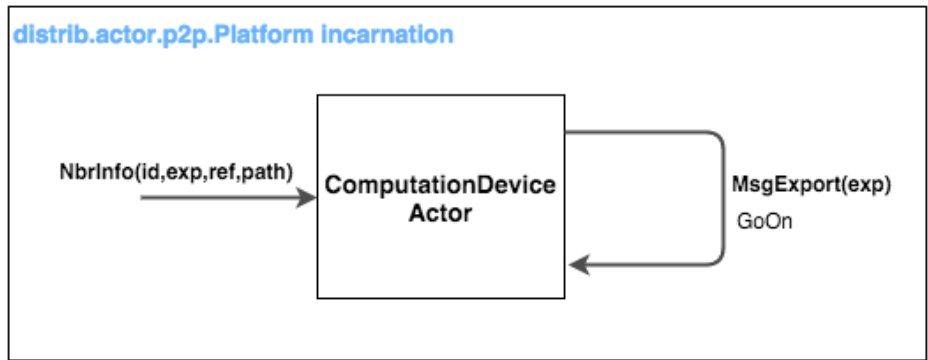 distrib.actor.p2p.Platform incarnation
NbrInfo(id,exp,ref,path)
ComputationDevice
Actor
MsgExport(exp)
GoOn